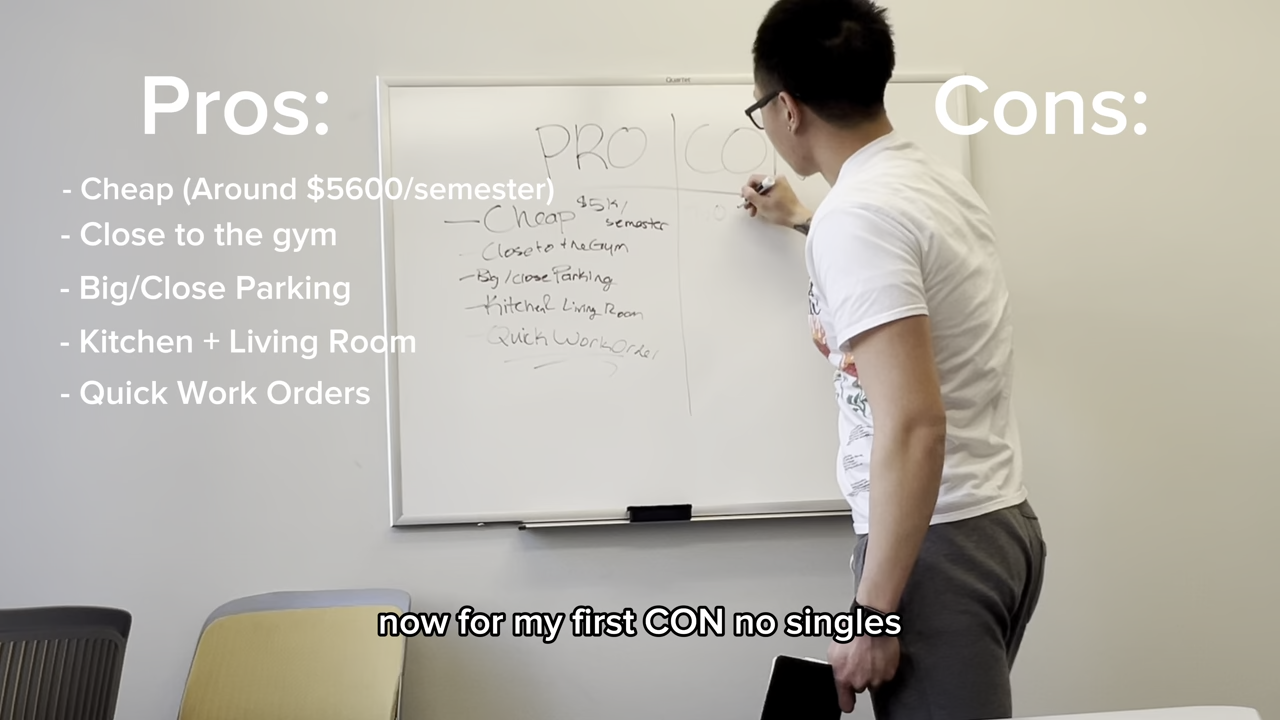 Quartet
Pros:
Cons:
PRO
CO
- Cheap (Around $5600/semester)
- Close to the gym
- Big/Close Parking
- Kitchen + Living Room
- Quick Work Orders
- Cheap $5K/
semester
- Close to the Gym
- Big/close Parking
- Kitchen Living Room
Quick Work Order
now for my first CON no singles